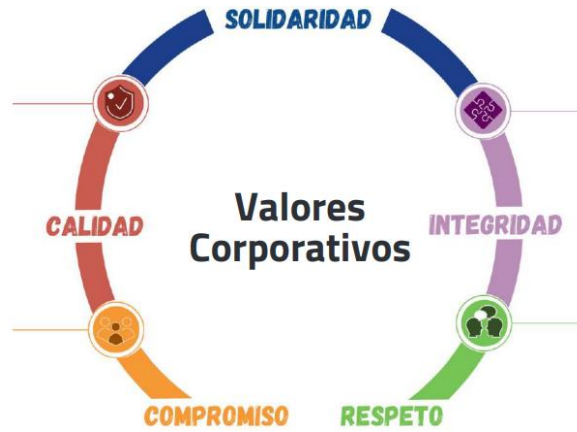 SOLIDARIDAD
Valores
Corporativos
CALIDAD
INTEGRIDAD
COMPROMISO
RESPETO